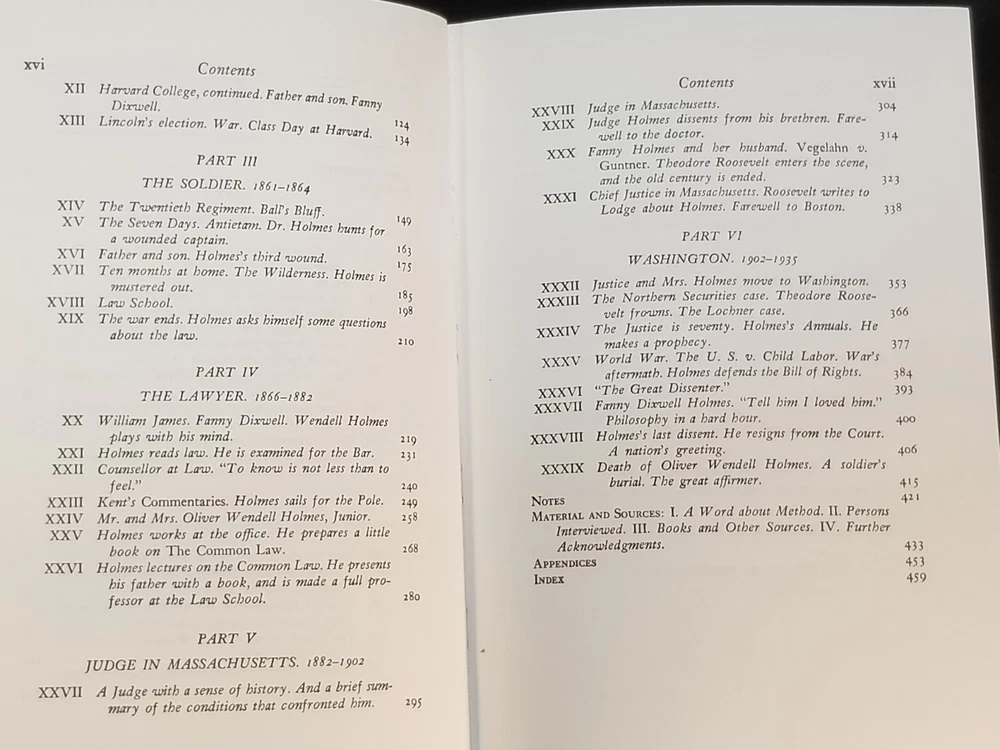 xvi
Contents
XII Harvard College, continued. Father and son. Fanny
Dixwell. 124
XIII Lincoln's election. War. Class Day at Harvard. 134
PART III
THE SOLDIER. 1861–1864
XIV The Twentieth Regiment. Ball's Bluff. 149
XV The Seven Days. Antietam. Dr. Holmes hunts for
a wounded captain. 163
XVI Father and son. Holmes's third wound. 175
XVII Ten months at home. The Wilderness. Holmes is
mustered out. 185
XVIII Law School. 198
XIX The war ends. Holmes asks himself some questions
about the law. 210
PART IV
THE LAWYER. 1866–1882
XX William James. Fanny Dixwell. Wendell Holmes
plays with his mind. 219
XXI Holmes reads law. He is examined for the Bar. 231
XXII Counsellor at Law. "To know is not less than to
feel." 240
XXIII Kent's Commentaries. Holmes sails for the Pole. 249
XXIV Mr. and Mrs. Oliver Wendell Holmes, Junior. 258
XXV Holmes works at the office. He prepares a little
book on The Common Law. 268
XXVI Holmes lectures on the Common Law. He presents
his father with a book, and is made a full pro-
fessor at the Law School. 280
PART V
JUDGE IN MASSACHUSETTS. 1882–1902
XXVII A Judge with a sense of history. And a brief sum-
mary of the conditions that confronted him. 295
Contents
xvii
XXVIII Judge in Massachusetts. 304
XXIX Judge Holmes dissents from his brethren. Fare-
well to the doctor. 314
XXX Fanny Holmes and her husband. Vegelahn v.
Guntner. Theodore Roosevelt enters the scene,
and the old century is ended. 323
XXXI Chief Justice in Massachusetts. Roosevelt writes to
Lodge about Holmes. Farewell to Boston. 338
PART VI
WASHINGTON. 1902–1935
XXXII Justice and Mrs. Holmes move to Washington. 353
XXXIII The Northern Securities case. Theodore Roose-
velt frowns. The Lochner case. 366
XXXIV The Justice is seventy. Holmes's Annuals. He
makes a prophecy. 377
XXXV World War. The U. S. v. Child Labor. War's
aftermath. Holmes defends the Bill of Rights. 384
XXXVI "The Great Dissenter." 393
XXXVII Fanny Dixwell Holmes. "Tell him I loved him."
Philosophy in a hard hour. 400
XXXVIII Holmes's last dissent. He resigns from the Court.
A nation's greeting. 406
XXXIX Death of Oliver Wendell Holmes. A soldier's
burial. The great affirmer. 415
NOTES 421
MATERIAL AND SOURCES: I. A Word about Method. II. Persons
Interviewed. III. Books and Other Sources. IV. Further
Acknowledgments. 433
APPENDICES 453
INDEX 459